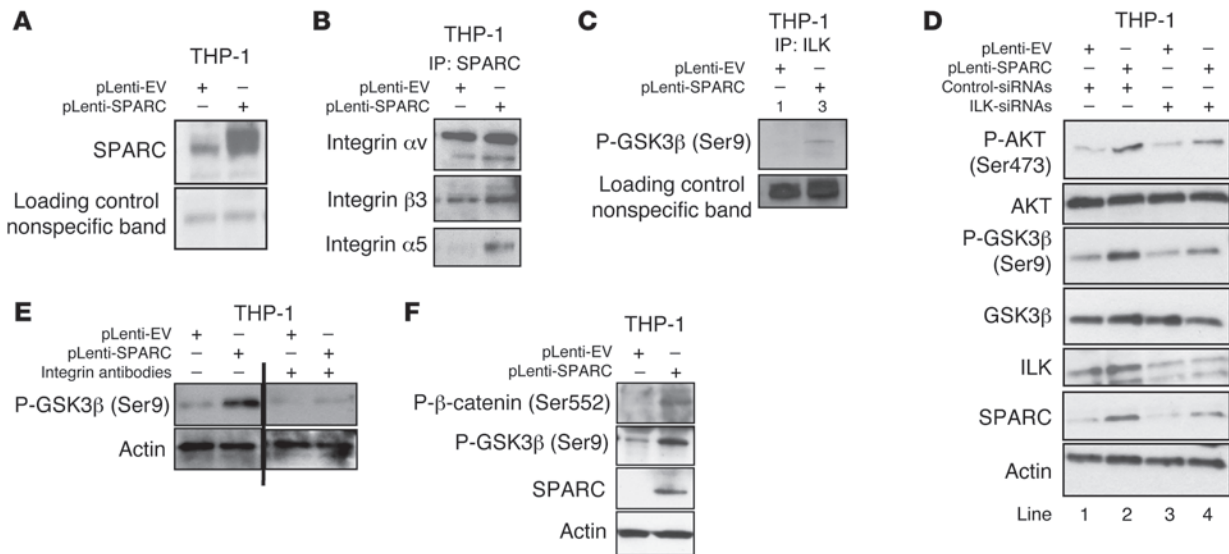 A
THP-1
pLenti-EV + –
pLenti-SPARC – +
SPARC
Loading control
nonspecific band
B
THP-1
IP: SPARC
pLenti-EV + –
pLenti-SPARC – +
Integrin αv
Integrin β3
Integrin α5
C
THP-1
IP: ILK
pLenti-EV + –
pLenti-SPARC – +
1 3
P-GSK3β (Ser9)
Loading control
nonspecific band
D
THP-1
pLenti-EV + – + –
pLenti-SPARC – + – +
Control-siRNAs + + – –
ILK-siRNAs – – + +
P-AKT
(Ser473)
AKT
P-GSK3β
(Ser9)
GSK3β
ILK
SPARC
Actin
Line 1 2 3 4
E
THP-1
pLenti-EV + – + –
pLenti-SPARC – + – +
Integrin antibodies – – + +
P-GSK3β (Ser9)
Actin
F
THP-1
pLenti-EV + –
pLenti-SPARC – +
P-β-catenin (Ser552)
P-GSK3β (Ser9)
SPARC
Actin